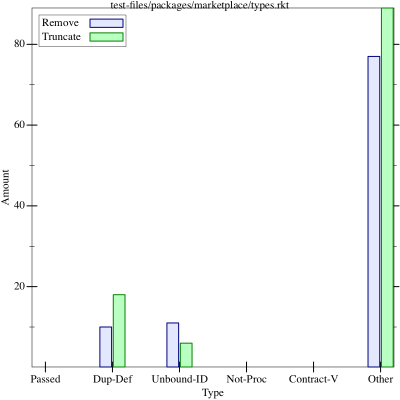 test-files/packages/marketplace/types.rkt
Remove
Truncate
80
60
40
20
Amount
Passed Dup-Def Unbound-ID Not-Proc Contract-V Other
Type